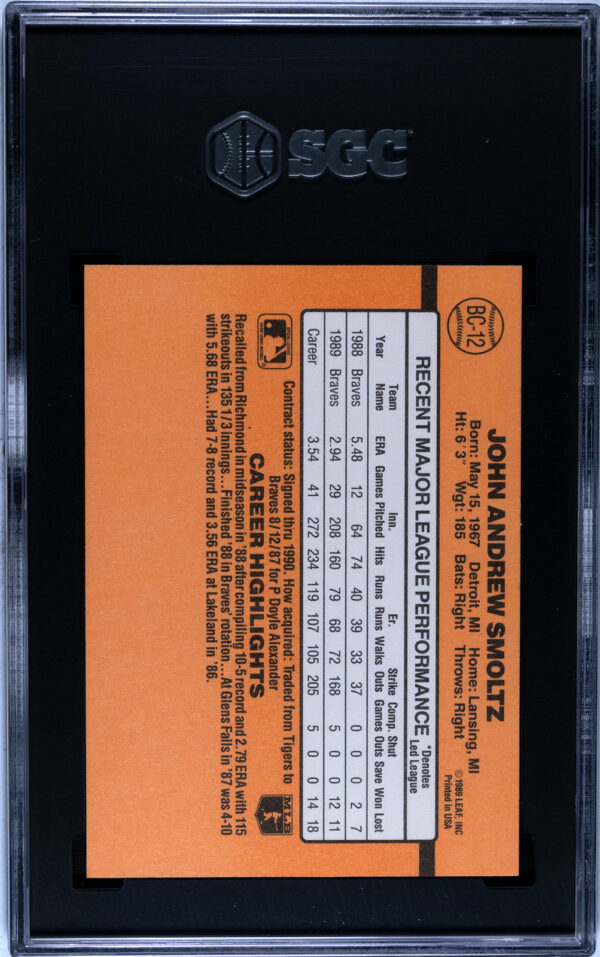 SGC
BC-12
JOHN ANDREW SMOLTZ
Born: May 15, 1967 Detroit, MI Home: Lansing, MI
Ht: 6' 3" Wgt: 185 Bats: Right Throws: Right
©1989 LEAF, INC
Printed in USA
RECENT MAJOR LEAGUE PERFORMANCE *Denotes Led League
Year Team Name ERA Games Inn. Pitched Hits Runs Er. Runs Walks Strike Outs Comp. Games Shut Outs Save Won Lost
1988 Braves 5.48 12 64 74 40 39 33 37 0 0 0 2 7
1989 Braves 2.94 29 208 160 79 68 72 168 5 0 0 12 11
Career 3.54 41 272 234 119 107 105 205 5 0 0 14 18
Contract status: Signed thru 1990. How acquired: Traded from Tigers to
Braves 8/12/87 for P Doyle Alexander
MLB
CAREER HIGHLIGHTS
Recalled from Richmond in midseason in '88 after compiling 10-5 record and 2.79 ERA with 115
strikeouts in 135 1/3 innings....Finished '88 in Braves' rotation....At Glens Falls in '87 was 4-10
with 5.68 ERA....Had 7-8 record and 3.56 ERA at Lakeland in '86.